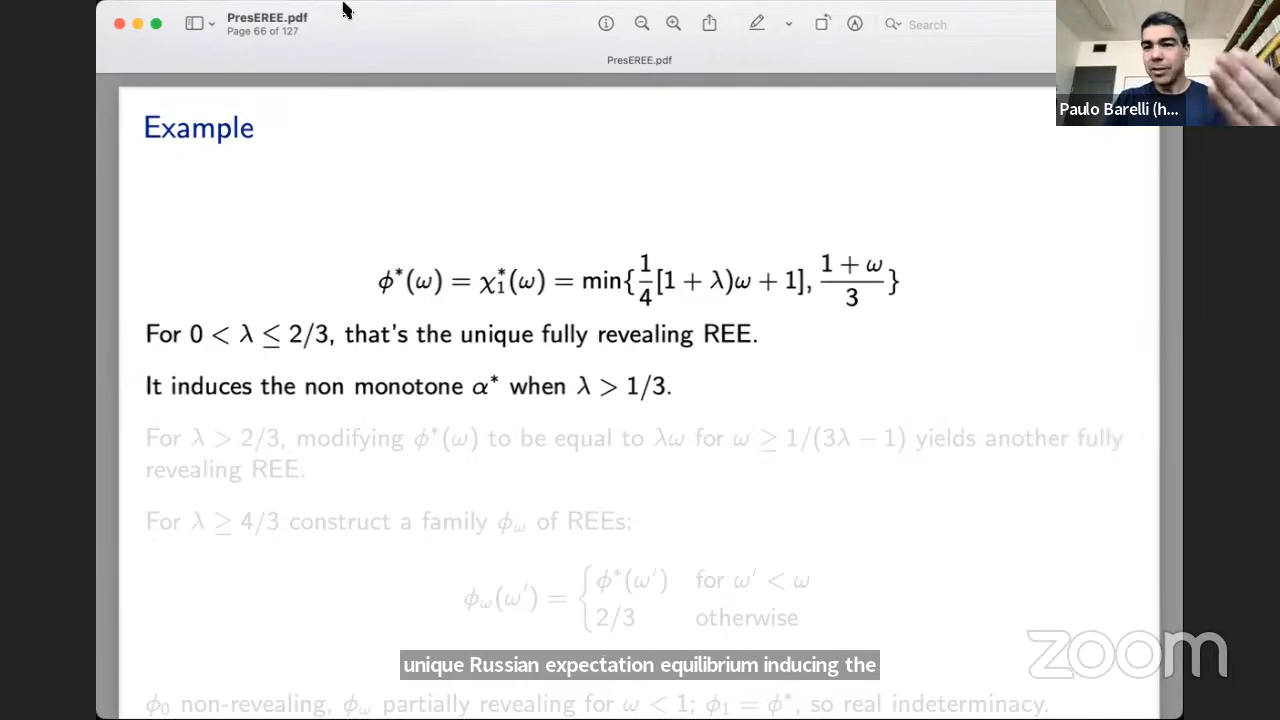 PresEREE.pdf
Page 66 of 127
Search
PresEREE.pdf
Paulo Barelli (h...
Example
ϕ*(ω) = χ₁*(ω) = min{1/4[1 + λ)ω + 1], (1 + ω)/3}
For 0 < λ ≤ 2/3, that's the unique fully revealing REE.
It induces the non monotone α* when λ > 1/3.
For λ > 2/3, modifying ϕ*(ω) to be equal to λω for ω ≥ 1/(3λ − 1) yields another fully
revealing REE.
For λ ≥ 4/3 construct a family ϕ_ω of REEs:
ϕ_ω(ω′) = { ϕ*(ω′) for ω′ < ω
2/3 otherwise
unique Russian expectation equilibrium inducing the
zoom
ϕ₀ non-revealing, ϕ_ω partially revealing for ω < 1; ϕ₁ = ϕ*, so real indeterminacy.